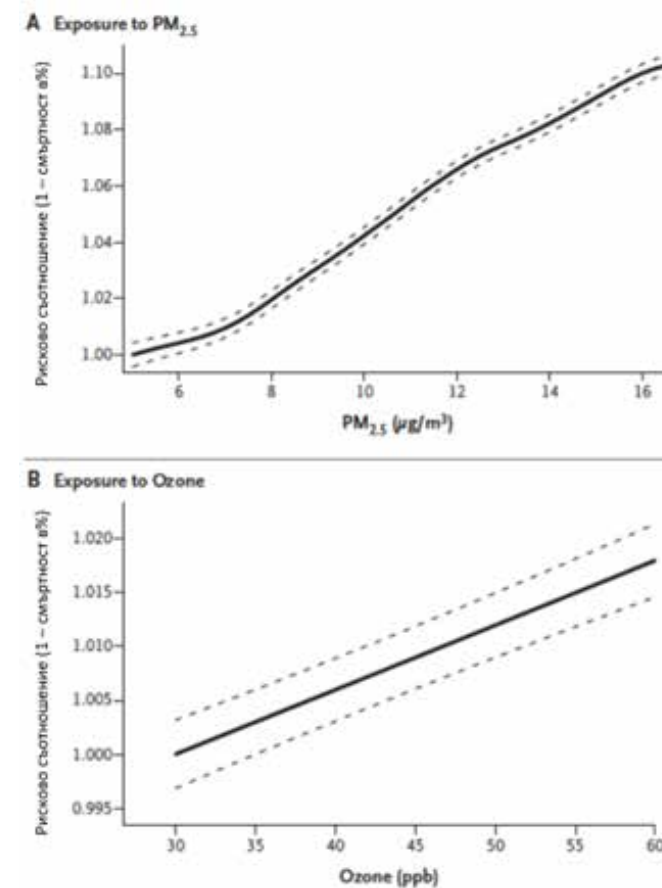 A Exposure to PM2.5
Рисково съотношение (1 – смъртност в%)
1.10
1.08
1.06
1.04
1.02
1.00
6 8 10 12 14 16
PM2.5 (μg/m³)
B Exposure to Ozone
Рисково съотношение (1 – смъртност в%)
1.020
1.015
1.010
1.005
1.000
0.995
30 35 40 45 50 55 60
Ozone (ppb)